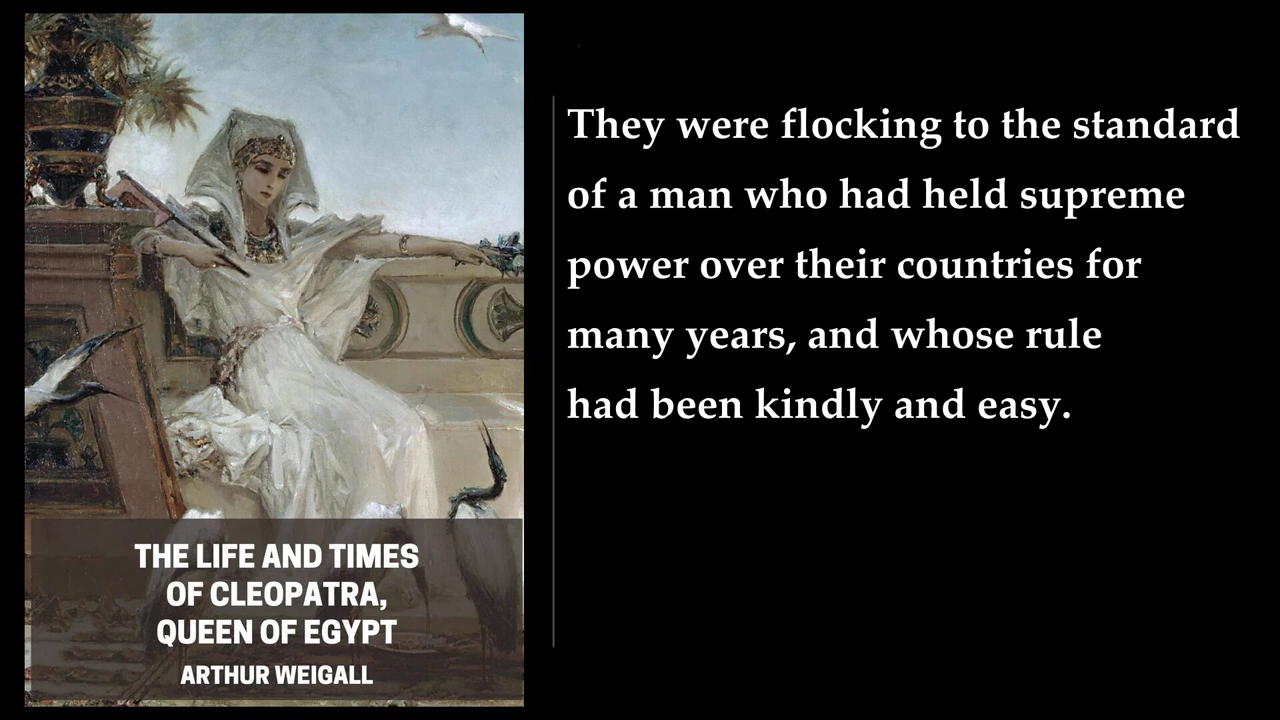 They were flocking to the standard
of a man who had held supreme
power over their countries for
many years, and whose rule
had been kindly and easy.
THE LIFE AND TIMES
OF CLEOPATRA,
QUEEN OF EGYPT
ARTHUR WEIGALL